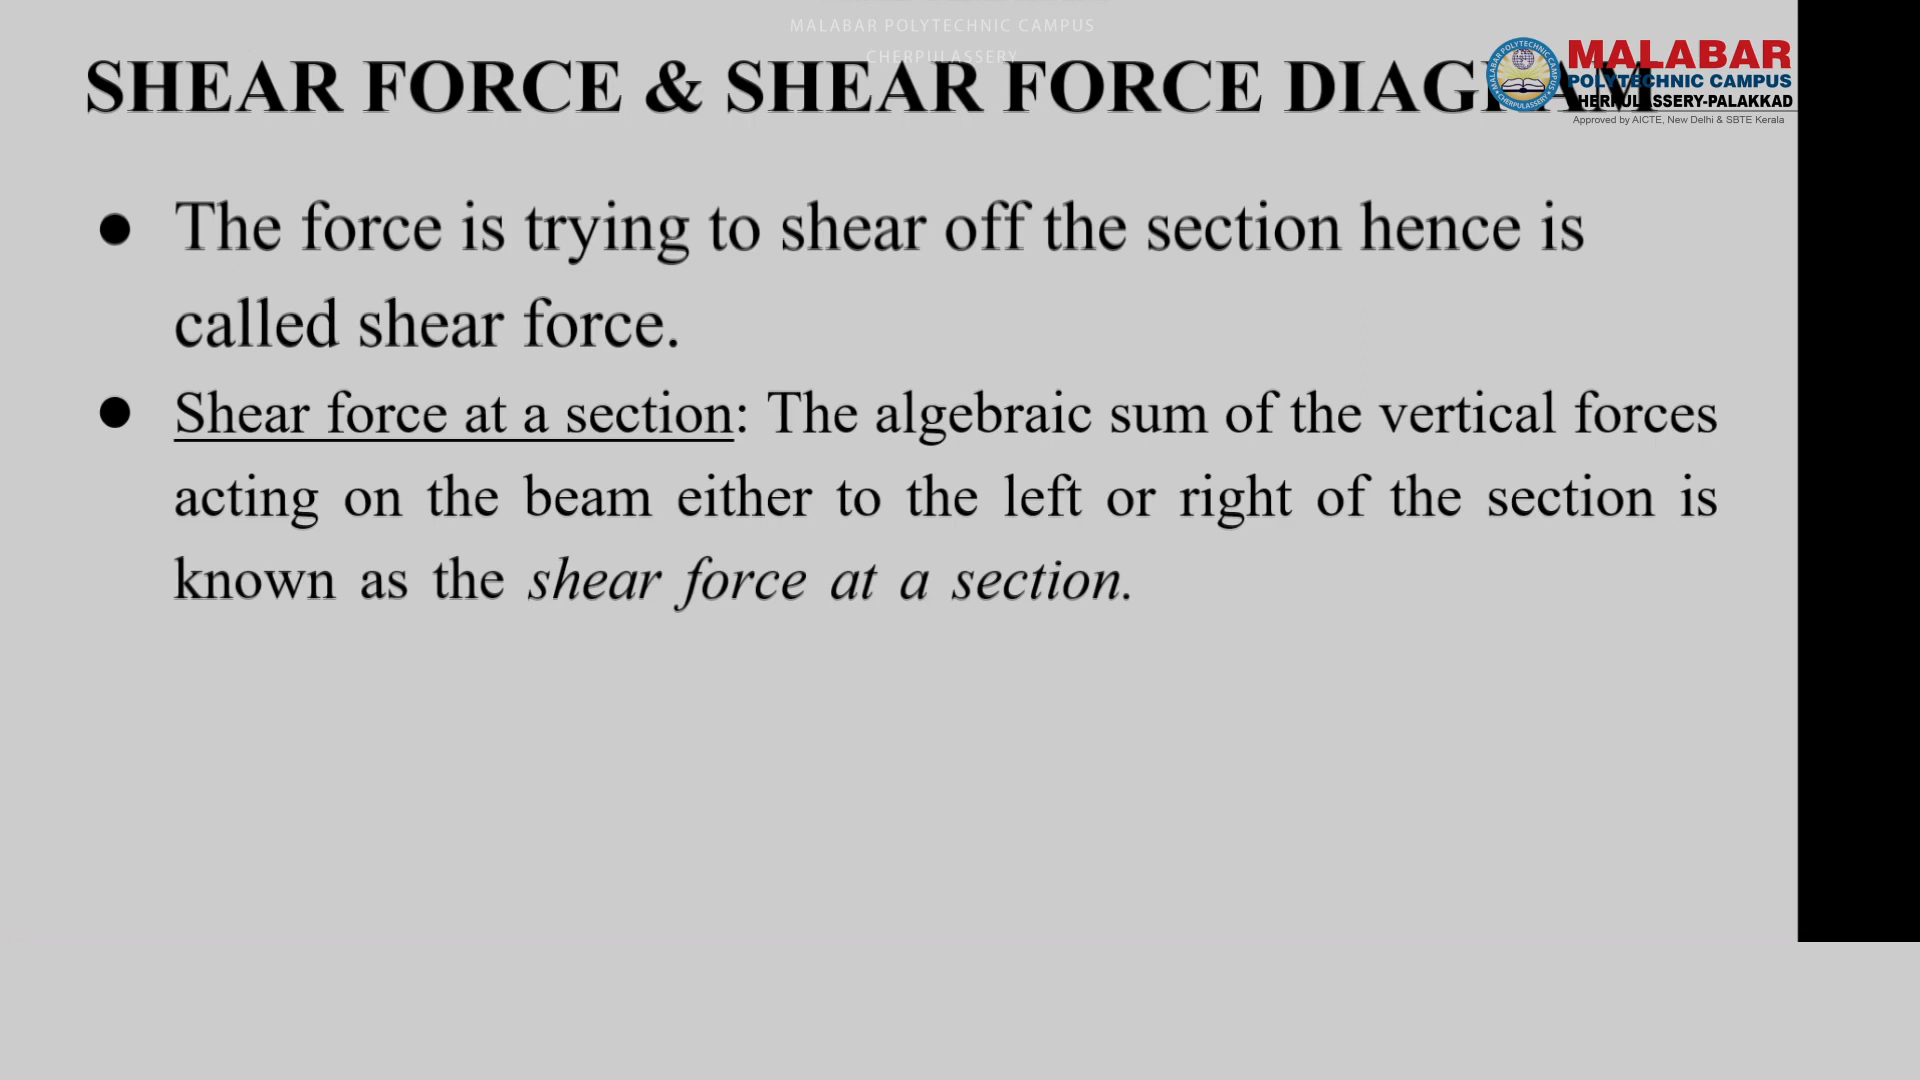 MALABAR POLYTECHNIC CAMPUS
CHERPULASSERY
SHEAR FORCE & SHEAR FORCE DIAGRAM
MALABAR
POLYTECHNIC CAMPUS
CHERPULASSERY-PALAKKAD
Approved by AICTE, New Delhi & SBTE Kerala
● The force is trying to shear off the section hence is
called shear force.
● Shear force at a section: The algebraic sum of the vertical forces
acting on the beam either to the left or right of the section is
known as the shear force at a section.